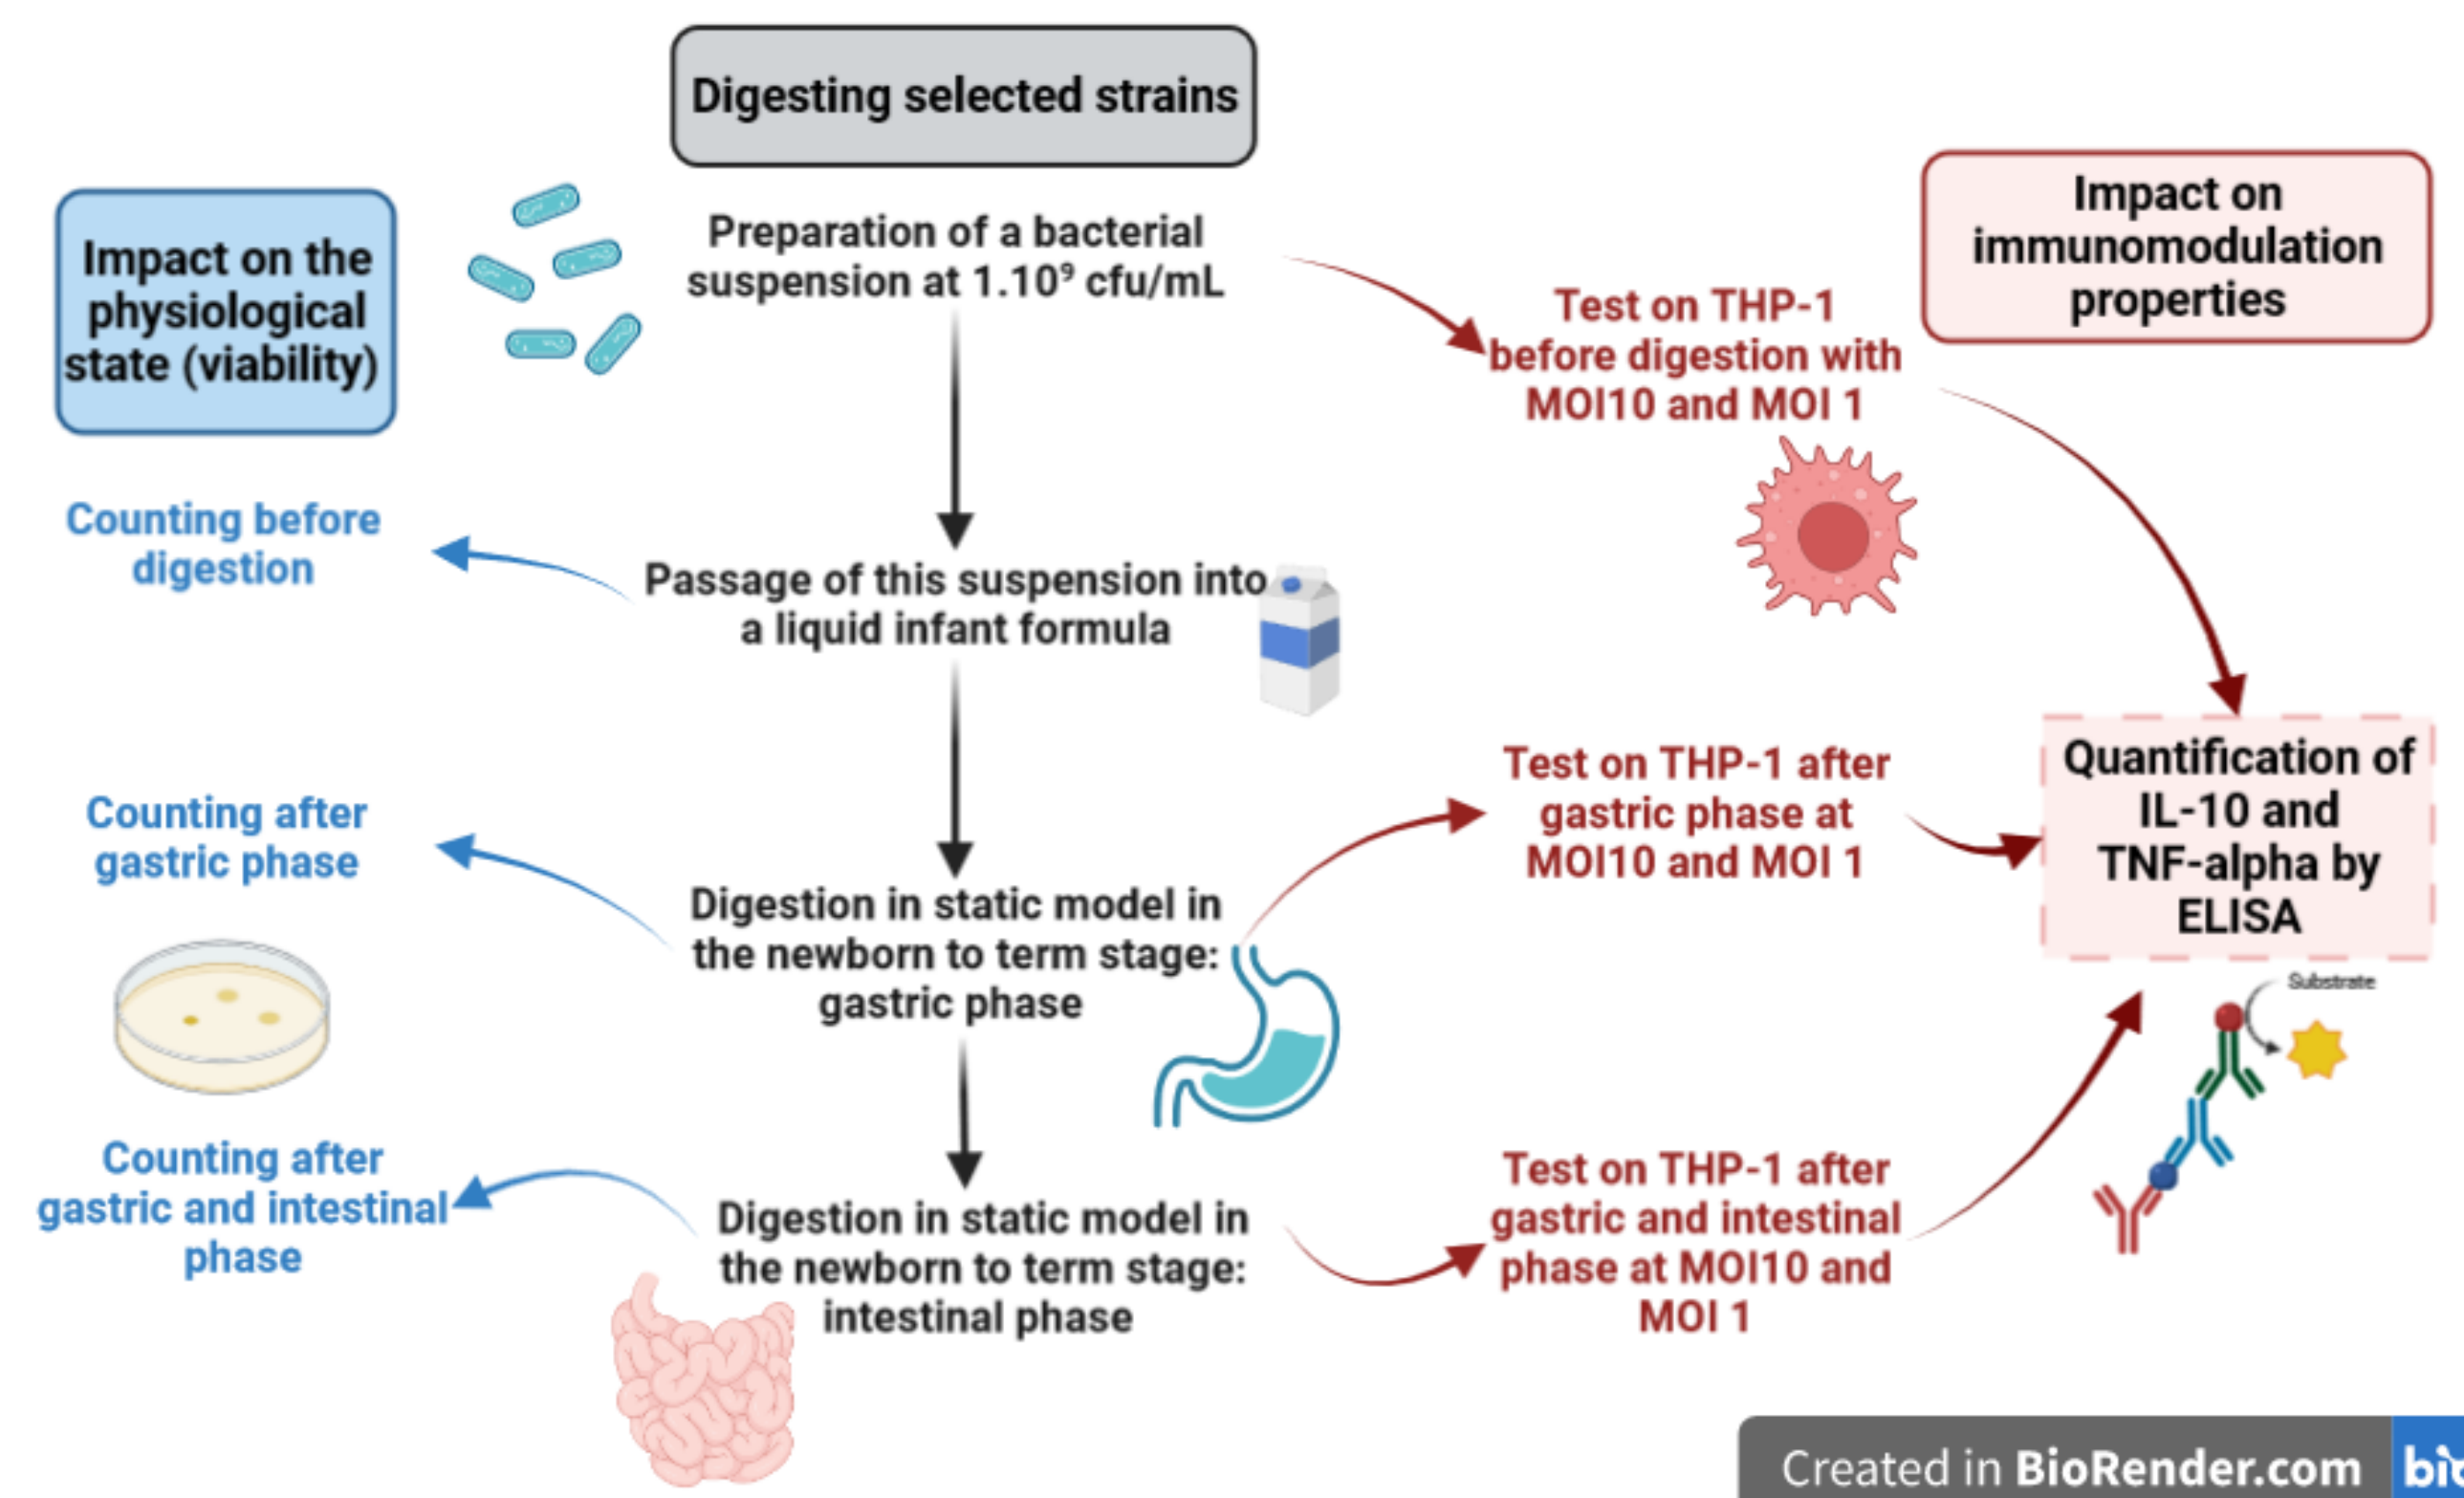 Digesting selected strains
Impact on the
physiological
state (viability)
Preparation of a bacterial
suspension at 1.10⁹ cfu/mL
Impact on
immunomodulation
properties
Test on THP-1
before digestion with
MOI10 and MOI 1
Counting before
digestion
Passage of this suspension into
a liquid infant formula
Counting after
gastric phase
Digestion in static model in
the newborn to term stage:
gastric phase
Test on THP-1 after
gastric phase at
MOI10 and MOI 1
Quantification of
IL-10 and
TNF-alpha by
ELISA
Substrate
Counting after
gastric and intestinal
phase
Digestion in static model in
the newborn to term stage:
intestinal phase
Test on THP-1 after
gastric and intestinal
phase at MOI10 and
MOI 1
Created in BioRender.com